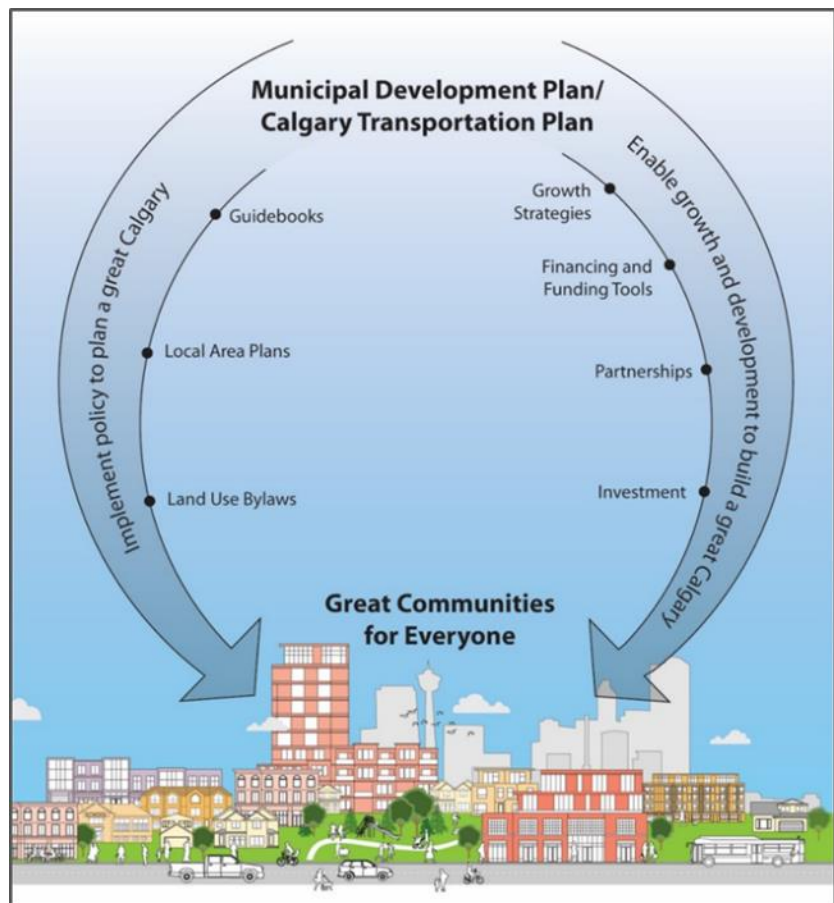 Municipal Development Plan/
Calgary Transportation Plan
Implement policy to plan a great Calgary
Guidebooks
Local Area Plans
Land Use Bylaws
Enable growth and development to build a great Calgary
Growth
Strategies
Financing and
Funding Tools
Partnerships
Investment
Great Communities
for Everyone